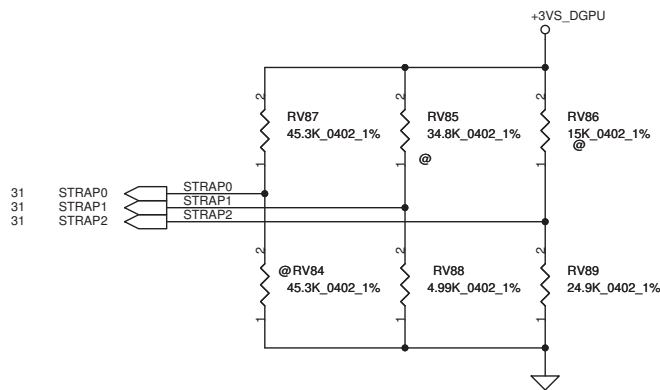 +3VS_DGPU
2
2
2
RV87
RV85
RV86
45.3K_0402_1%
34.8K_0402_1%
15K_0402_1%
@
@
1
1
1
31 STRAP0 STRAP0
31 STRAP1 STRAP1
31 STRAP2 STRAP2
2
2
2
@RV84
RV88
RV89
45.3K_0402_1%
4.99K_0402_1%
24.9K_0402_1%
1
1
1